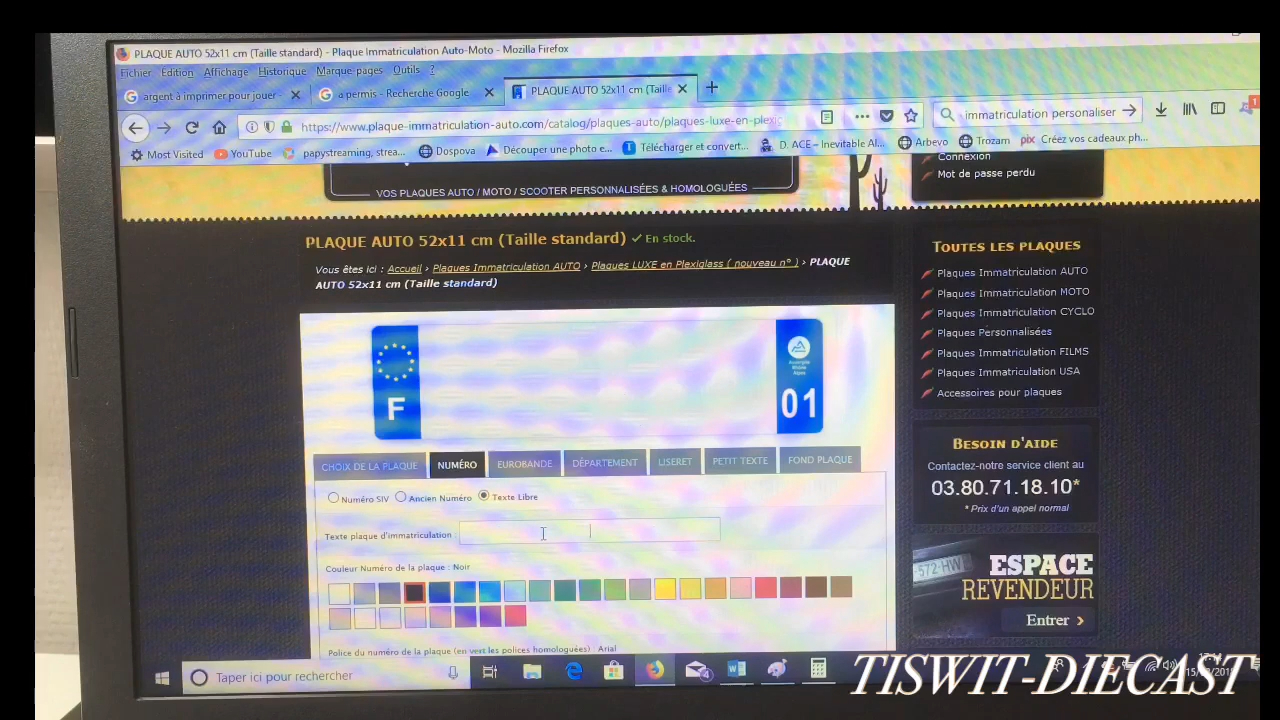 PLAQUE AUTO 52x11 cm (Taille standard) - Plaque Immatriculation Auto-Moto - Mozilla Firefox
Fichier Edition Affichage Historique Marque-pages Outils ?
argent à imprimer pour jouer -
a permis - Recherche Google
PLAQUE AUTO 52x11 cm (Taille
https://www.plaque-immatriculation-auto.com/catalog/plaques-auto/plaques-luxe-en-plexig
immatriculation personaliser
1
Most Visited YouTube papystreaming, strea... Dospova Découper une photo e... Télécharger et convert... D. ACE – Inevitable Al... Arbevo Trozam pix Créez vos cadeaux ph...
Connexion
Mot de passe perdu
VOS PLAQUES AUTO / MOTO / SCOOTER PERSONNALISÉES & HOMOLOGUÉES
PLAQUE AUTO 52x11 cm (Taille standard) ✓ En stock.
Vous êtes ici : Accueil › Plaques Immatriculation AUTO › Plaques LUXE en Plexiglass ( nouveau n° ) › PLAQUE
AUTO 52x11 cm (Taille standard)
F
Auvergne
Rhône
Alpes
01
CHOIX DE LA PLAQUE NUMÉRO EUROBANDE DÉPARTEMENT LISERET PETIT TEXTE FOND PLAQUE
Numéro SIV Ancien Numéro Texte Libre
Texte plaque d'immatriculation
Couleur Numéro de la plaque : Noir
Police du numéro de la plaque (en vert les polices homologuées) : Arial
TOUTES LES PLAQUES
Plaques Immatriculation AUTO
Plaques Immatriculation MOTO
Plaques Immatriculation CYCLO
Plaques Personnalisées
Plaques Immatriculation FILMS
Plaques Immatriculation USA
Accessoires pour plaques
BESOIN D'AIDE
Contactez-notre service client au
03.80.71.18.10*
* Prix d'un appel normal
572-HW
ESPACE
REVENDEUR
Entrer
Taper ici pour rechercher
4
TISWIT-DIECAST